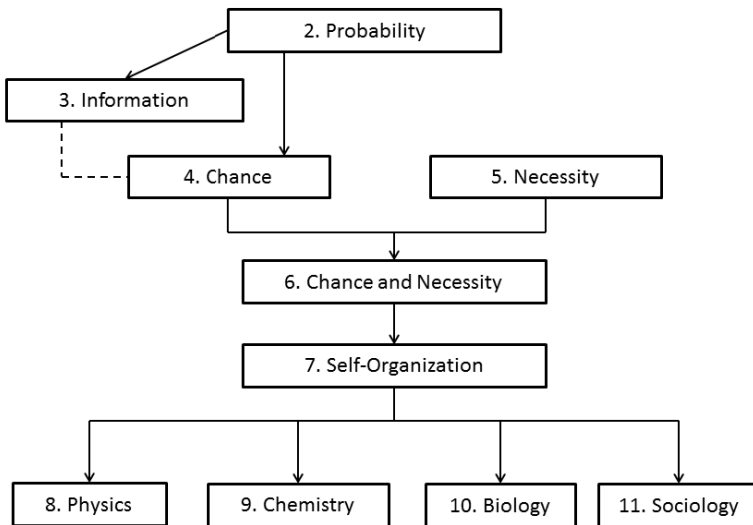 2. Probability
3. Information
4. Chance
5. Necessity
6. Chance and Necessity
7. Self-Organization
8. Physics
9. Chemistry
10. Biology
11. Sociology